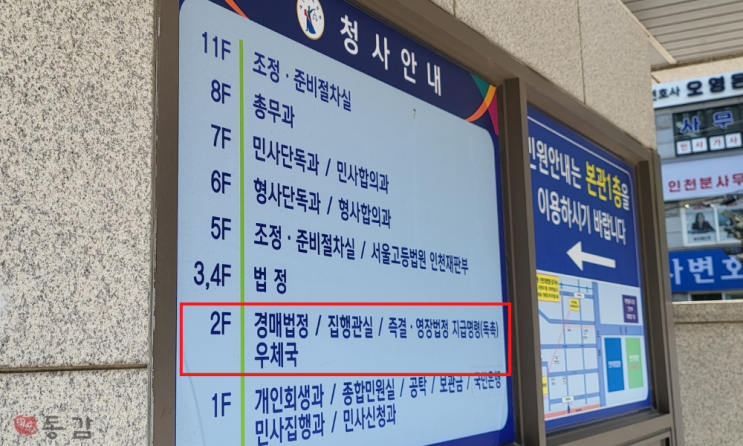 청사안내
11F 조정·준비절차실
8F 총무과
7F 민사단독과 / 민사합의과
6F 형사단독과 / 형사합의과
5F 조정·준비절차실 / 서울고등법원 인천재판부
3,4F 법정
2F 경매법정 / 집행관실 / 즉결·영장법정 지급명령(독촉)
우체국
1F 개인회생과 / 종합민원실 / 공탁 / 보관금 / 국민은행
민사집행과 / 민사신청과
민원안내는 본관1층을
이용하시기 바랍니다
오영은
사무
인천분사무
사변호
동감